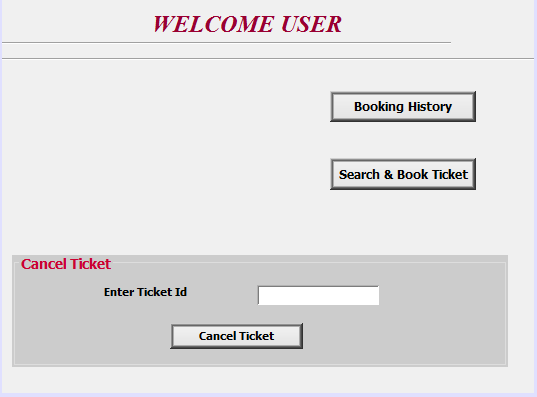 WELCOME USER
Booking History
Search & Book Ticket
Cancel Ticket
Enter Ticket Id
Cancel Ticket